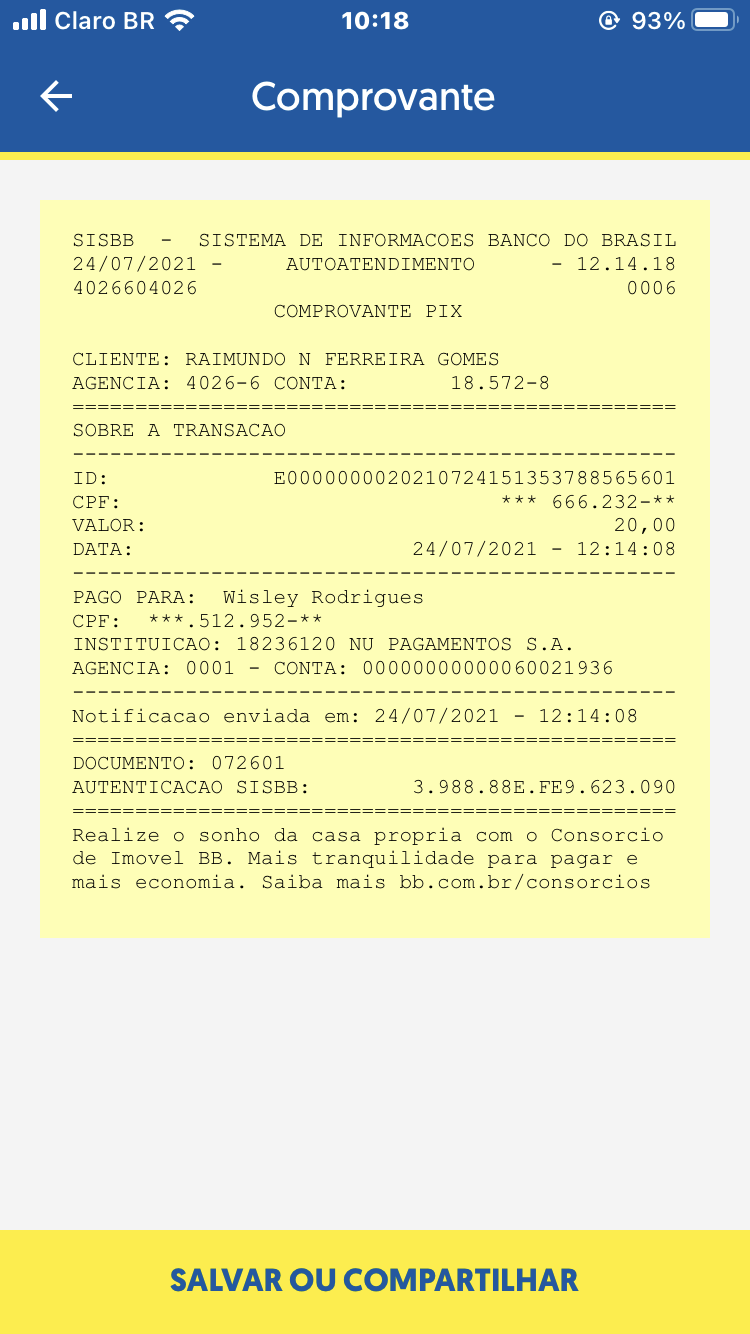 Claro BR 10:18 93%
Comprovante
SISBB - SISTEMA DE INFORMACOES BANCO DO BRASIL
24/07/2021 - AUTOATENDIMENTO - 12.14.18
4026604026 0006
COMPROVANTE PIX
CLIENTE: RAIMUNDO N FERREIRA GOMES
AGENCIA: 4026-6 CONTA: 18.572-8
================================================
SOBRE A TRANSACAO
------------------------------------------------
ID: E0000000020210724151353788565601
CPF: *** 666.232-**
VALOR: 20,00
DATA: 24/07/2021 - 12:14:08
------------------------------------------------
PAGO PARA: Wisley Rodrigues
CPF: ***.512.952-**
INSTITUICAO: 18236120 NU PAGAMENTOS S.A.
AGENCIA: 0001 - CONTA: 00000000000060021936
------------------------------------------------
Notificacao enviada em: 24/07/2021 - 12:14:08
================================================
DOCUMENTO: 072601
AUTENTICACAO SISBB: 3.988.88E.FE9.623.090
================================================
Realize o sonho da casa propria com o Consorcio
de Imovel BB. Mais tranquilidade para pagar e
mais economia. Saiba mais bb.com.br/consorcios
SALVAR OU COMPARTILHAR